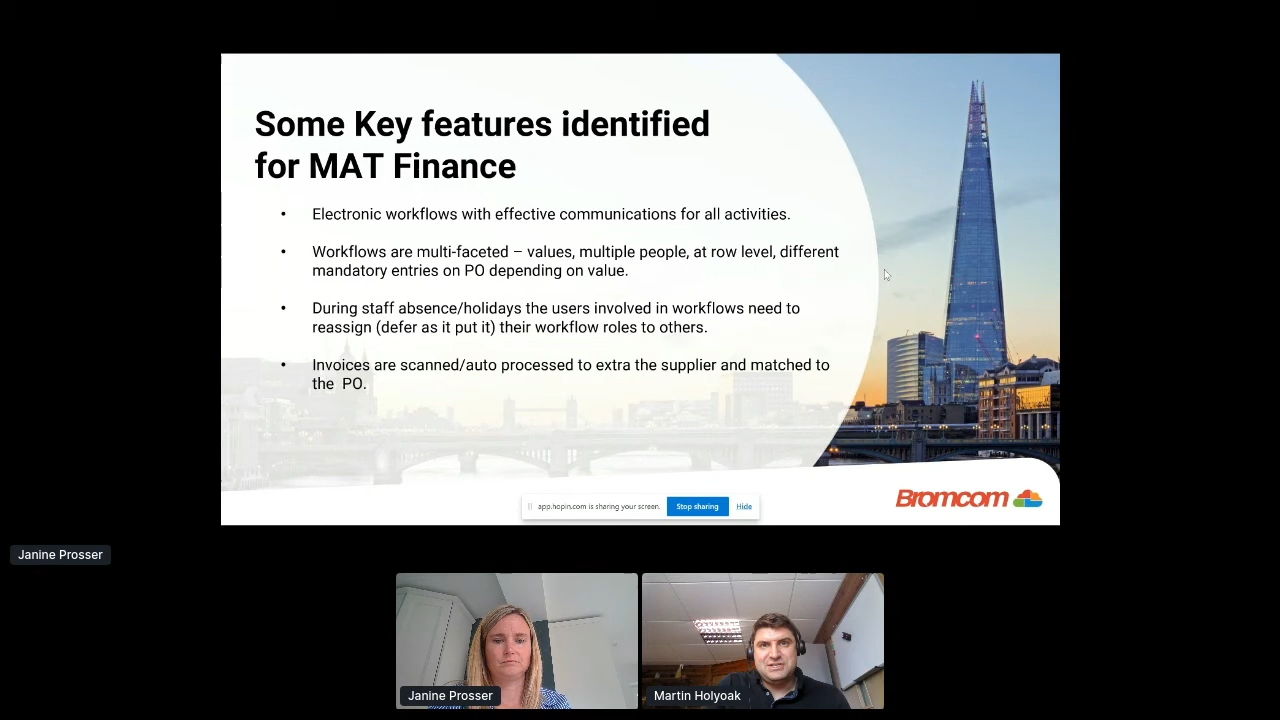 Some Key features identified
for MAT Finance
• Electronic workflows with effective communications for all activities.
• Workflows are multi-faceted – values, multiple people, at row level, different
mandatory entries on PO depending on value.
• During staff absence/holidays the users involved in workflows need to
reassign (defer as it put it) their workflow roles to others.
• Invoices are scanned/auto processed to extra the supplier and matched to
the PO.
Bromcom
app.hopin.com is sharing your screen. Stop sharing Hide
Janine Prosser
Janine Prosser
Martin Holyoak